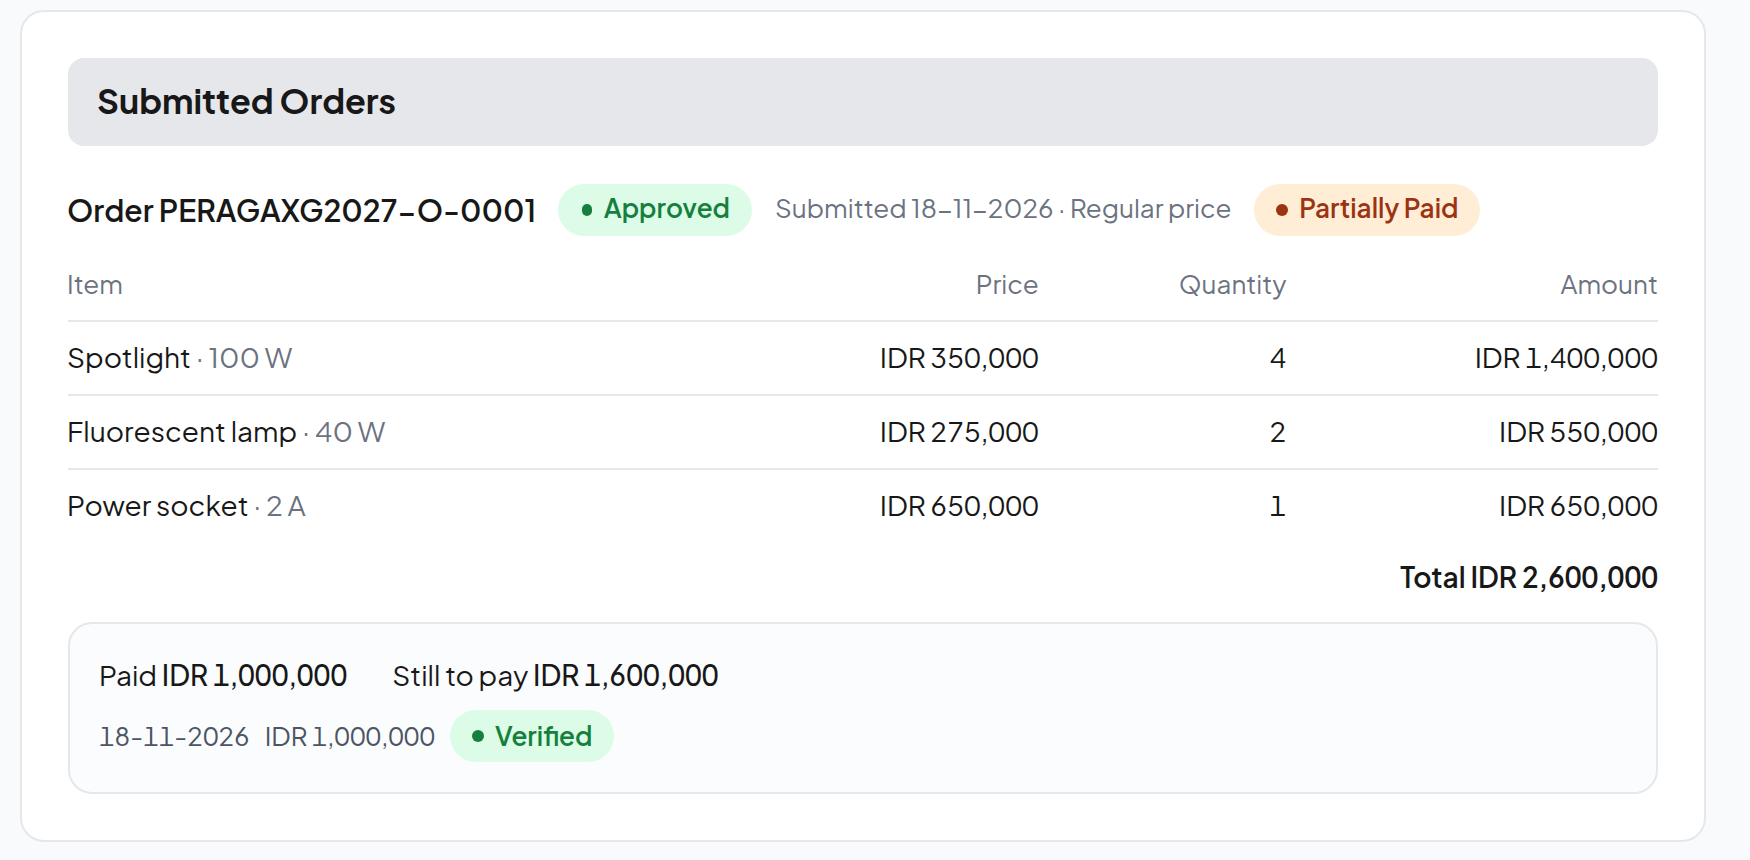 Submitted Orders
Order PERAGAXG2027-O-0001 Approved Submitted 18-11-2026 · Regular price Partially Paid
Item Price Quantity Amount
Spotlight · 100 W IDR 350,000 4 IDR 1,400,000
Fluorescent lamp · 40 W IDR 275,000 2 IDR 550,000
Power socket · 2 A IDR 650,000 1 IDR 650,000
Total IDR 2,600,000
Paid IDR 1,000,000 Still to pay IDR 1,600,000
18-11-2026 IDR 1,000,000 Verified